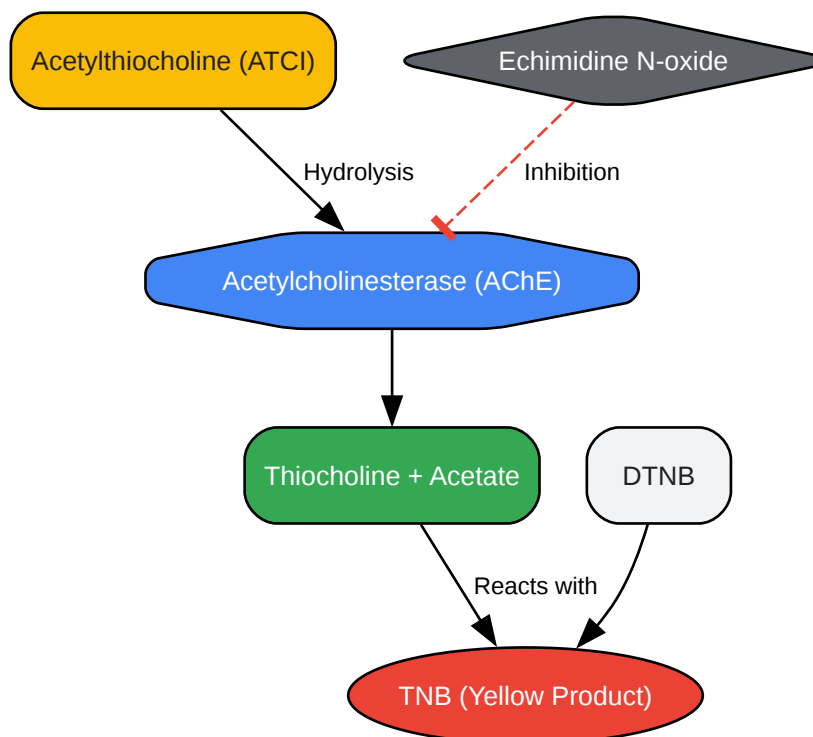 Acetylthiocholine (ATCI)
Echimidine N-oxide
Hydrolysis
Inhibition
Acetylcholinesterase (AChE)
Thiocholine + Acetate
DTNB
Reacts with
TNB (Yellow Product)